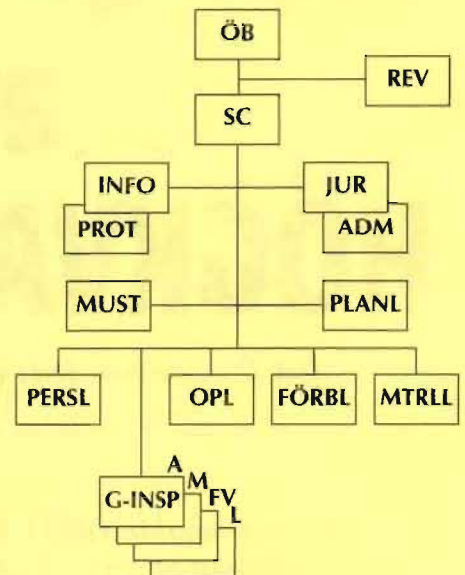 ÖB
REV
SC
INFO JUR
PROT ADM
MUST PLANL
PERSL OPL FÖRBL MTRLL
A
M
G-INSP FV
L